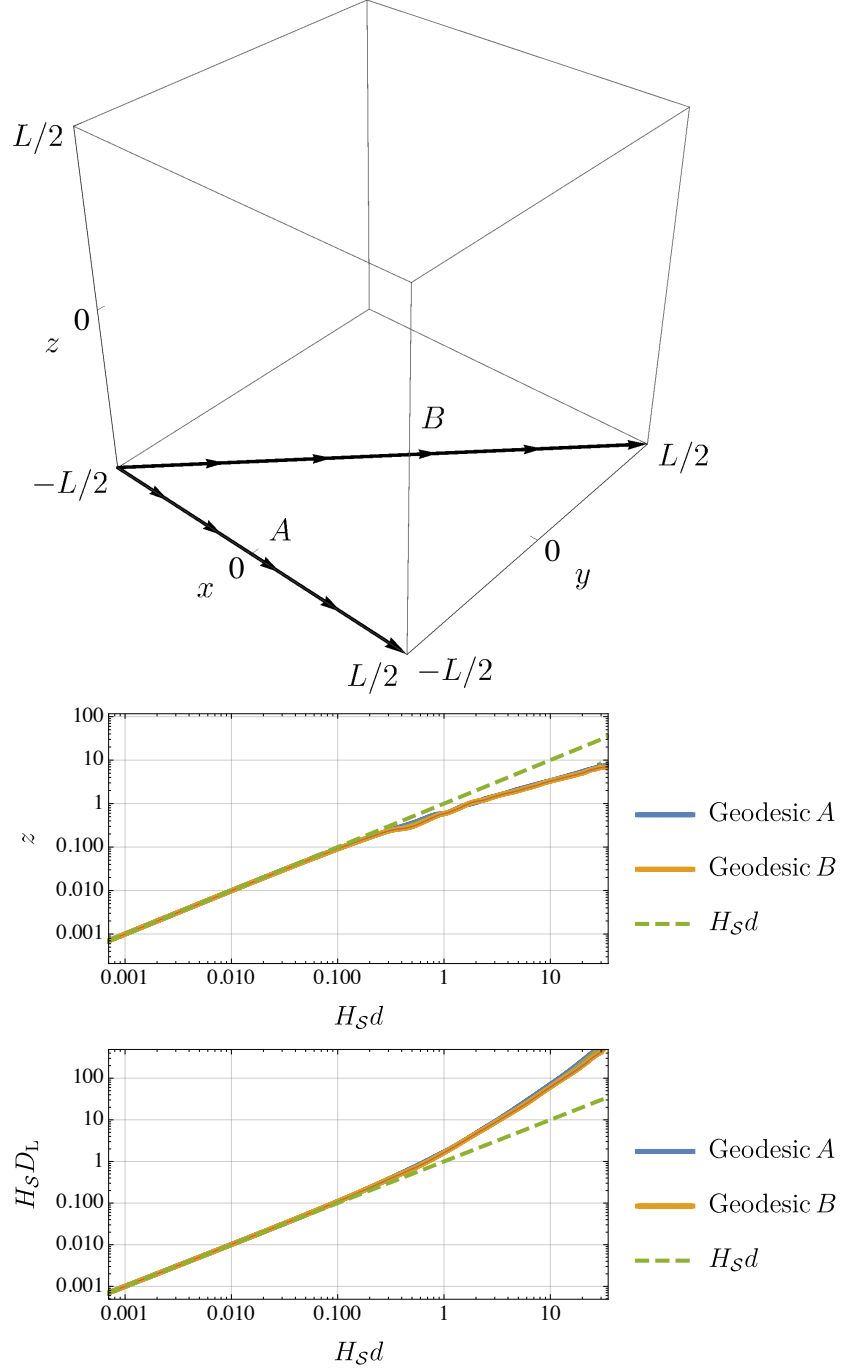 L/2
0
z
B
−L/2
L/2
A
0
0
x
y
L/2 −L/2
100
10
1
0.100
0.010
0.001
z
0.001 0.010 0.100 1 10
H_S d
Geodesic A
Geodesic B
H_S d
100
10
1
0.100
0.010
0.001
H_S D_L
0.001 0.010 0.100 1 10
H_S d
Geodesic A
Geodesic B
H_S d